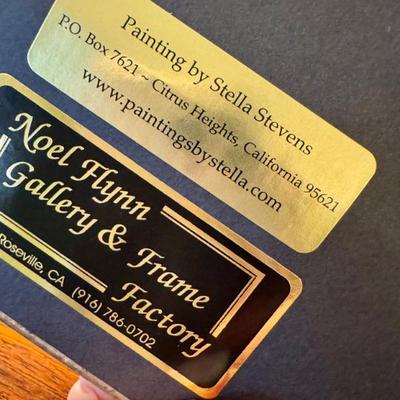 Painting by Stella Stevens
P.O. Box 7621 ~ Citrus Heights, California 95621
www.paintingsbystella.com
Noel Flynn
Gallery & Frame
Factory
Roseville, CA (916) 786-0702